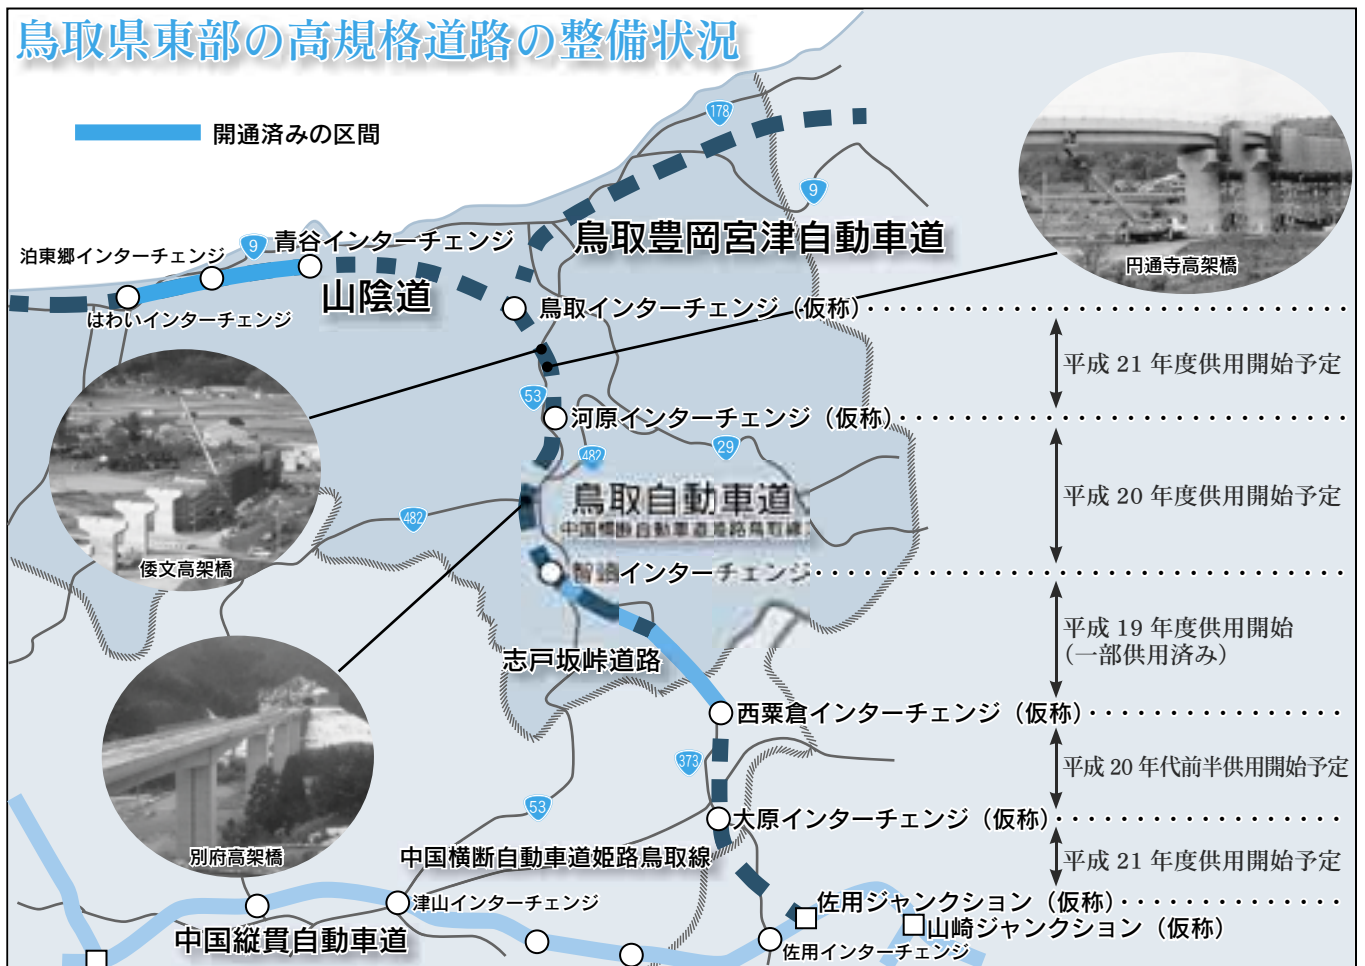 鳥取県東部の高規格道路の整備状況
開通済みの区間
178
9
鳥取豊岡宮津自動車道
円通寺高架橋
泊東郷インターチェンジ
9
青谷インターチェンジ
山陰道
はわいインターチェンジ
鳥取インターチェンジ（仮称）
平成 21 年度供用開始予定
53
河原インターチェンジ（仮称）
482
29
鳥取自動車道
中国横断自動車道姫路鳥取線
平成 20 年度供用開始予定
482
倭文高架橋
智頭インターチェンジ
平成 19 年度供用開始
（一部供用済み）
志戸坂峠道路
西粟倉インターチェンジ（仮称）
373
平成 20 年代前半供用開始予定
53
大原インターチェンジ（仮称）
別府高架橋
中国横断自動車道姫路鳥取線
平成 21 年度供用開始予定
津山インターチェンジ
佐用ジャンクション（仮称）
山崎ジャンクション（仮称）
中国縦貫自動車道
佐用インターチェンジ